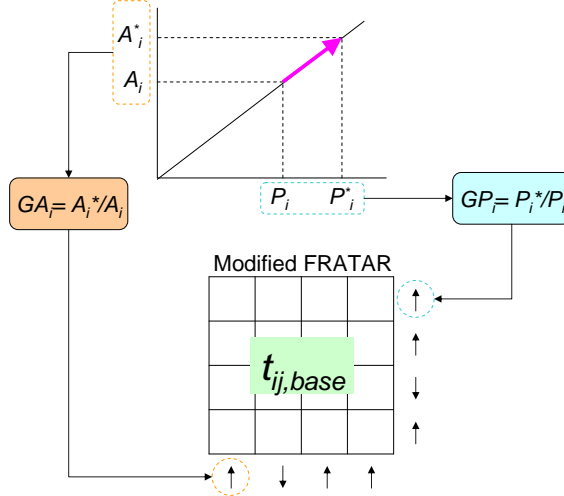 A*i
Ai
Pi P*i
GAi= Ai*/Ai
GPi= Pi*/Pi
Modified FRATAR
tij,base